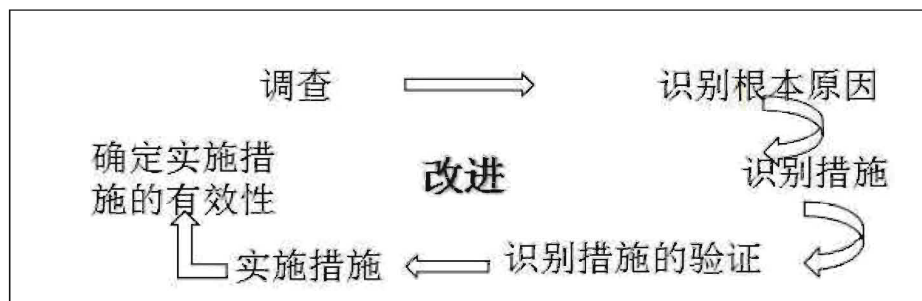 调查
识别根本原因
确定实施措
施的有效性
改进
识别措施
实施措施
识别措施的验证